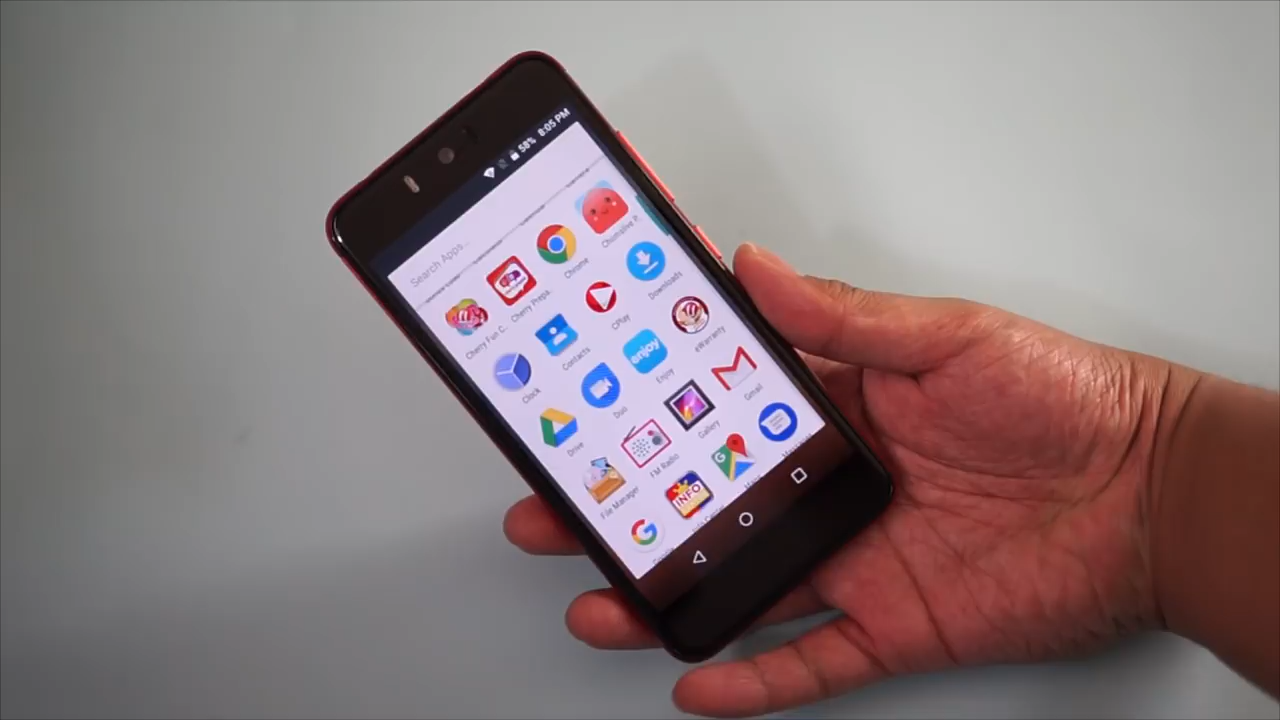 58% 8:05 PM
Search Apps...
Cherry Fun C..
Cherry Prepa..
Chrome
Clock
Contacts
CPlay
Downloads
Drive
Duo
enjoy
Enjoy
eWarranty
File Manager
FM Radio
Gallery
Gmail
G
INFO
G